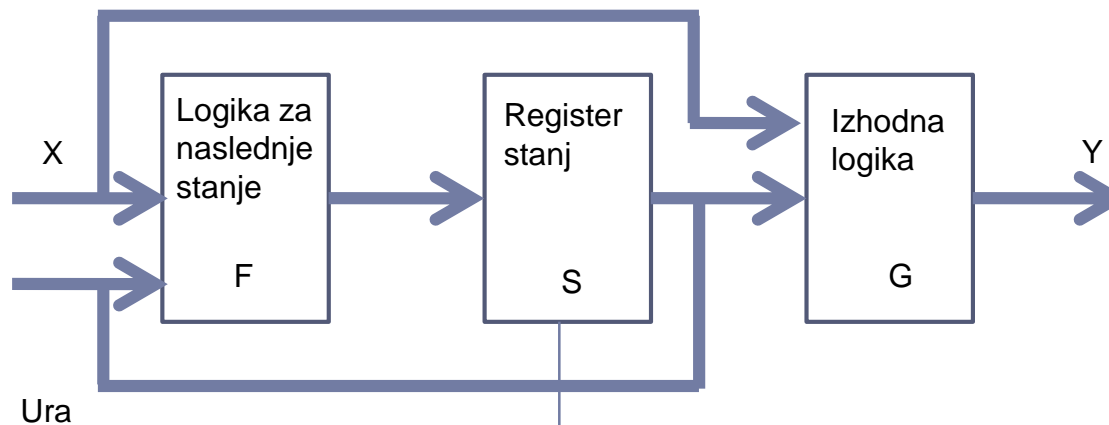 X
Logika za
naslednje
stanje
F
Register
stanj
S
Izhodna
logika
G
Y
Ura